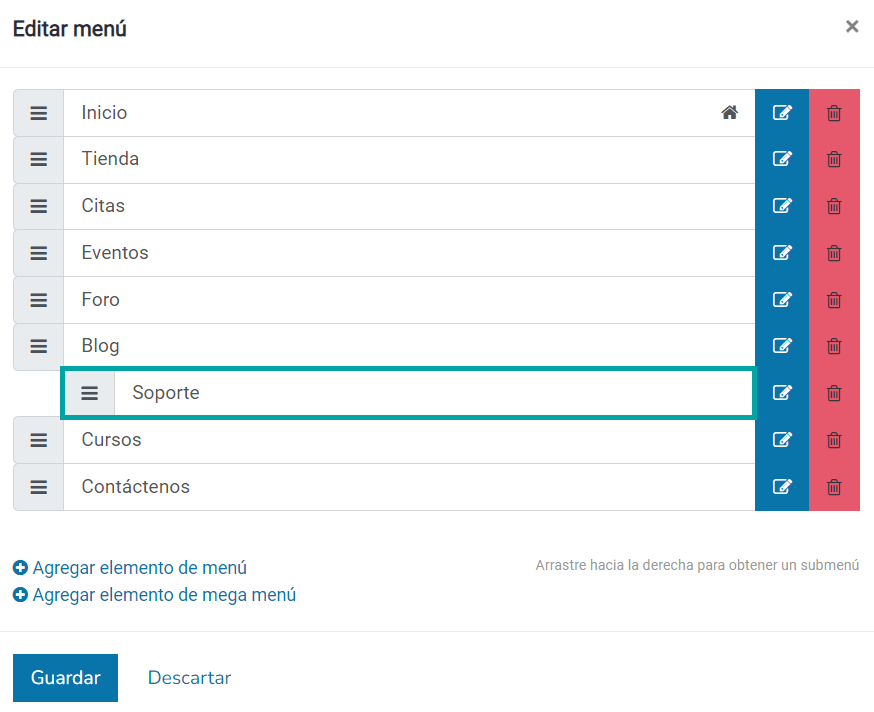 Editar menú
Inicio
Tienda
Citas
Eventos
Foro
Blog
Soporte
Cursos
Contáctenos
Agregar elemento de menú
Arrastre hacia la derecha para obtener un submenú
Agregar elemento de mega menú
Guardar
Descartar